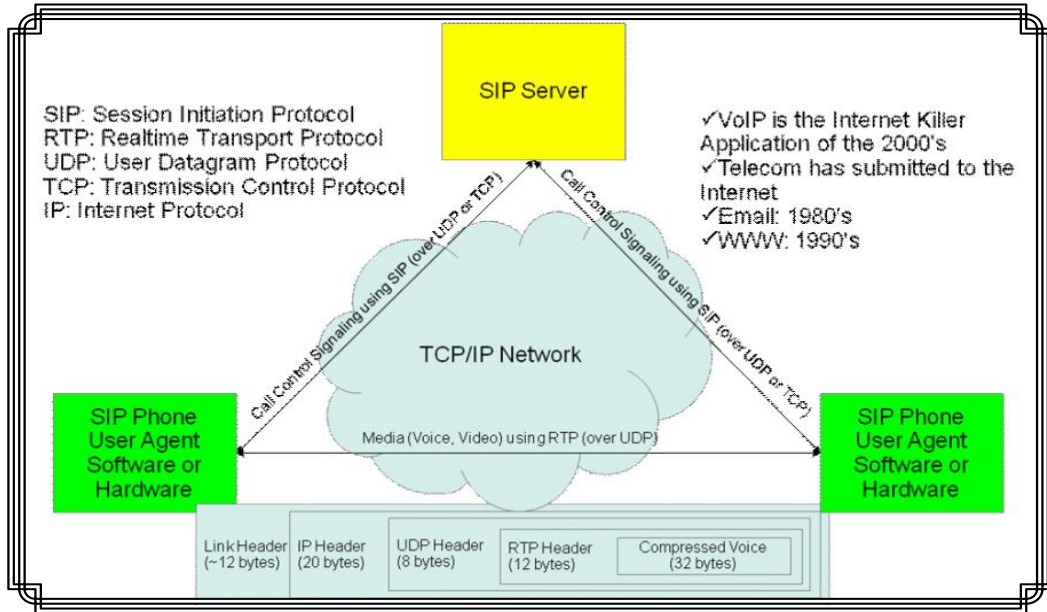 SIP Server
SIP: Session Initiation Protocol
RTP: Realtime Transport Protocol
UDP: User Datagram Protocol
TCP: Transmission Control Protocol
IP: Internet Protocol
✓VoIP is the Internet Killer
Application of the 2000's
✓Telecom has submitted to the
Internet
✓Email: 1980's
✓WWW: 1990's
Call Control Signaling using SIP (over UDP or TCP)
Call Control Signaling using SIP (over UDP or TCP)
TCP/IP Network
SIP Phone
User Agent
Software or
Hardware
Media (Voice, Video) using RTP (over UDP)
SIP Phone
User Agent
Software or
Hardware
Link Header
(~12 bytes)
IP Header
(20 bytes)
UDP Header
(8 bytes)
RTP Header
(12 bytes)
Compressed Voice
(32 bytes)